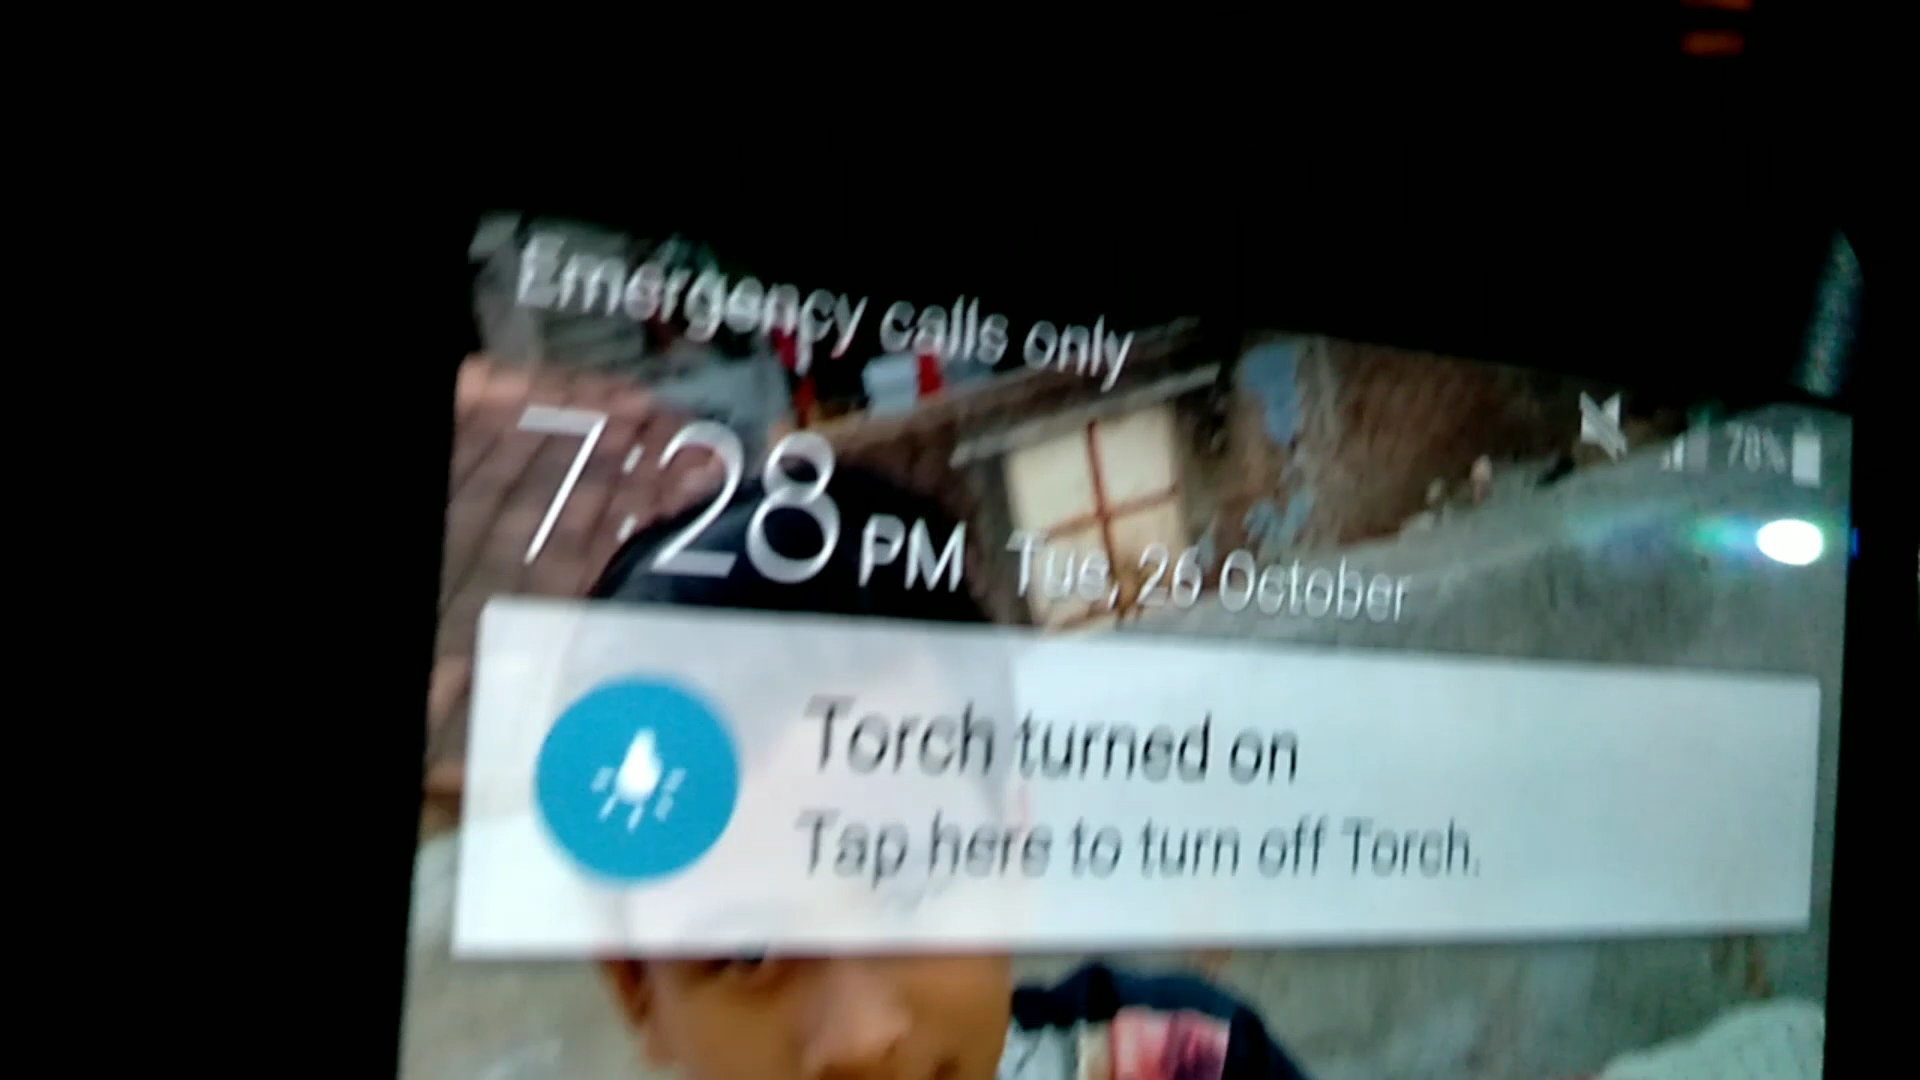 Emergency calls only
78%
7:28 PM Tue, 26 October
Torch turned on
Tap here to turn off Torch.